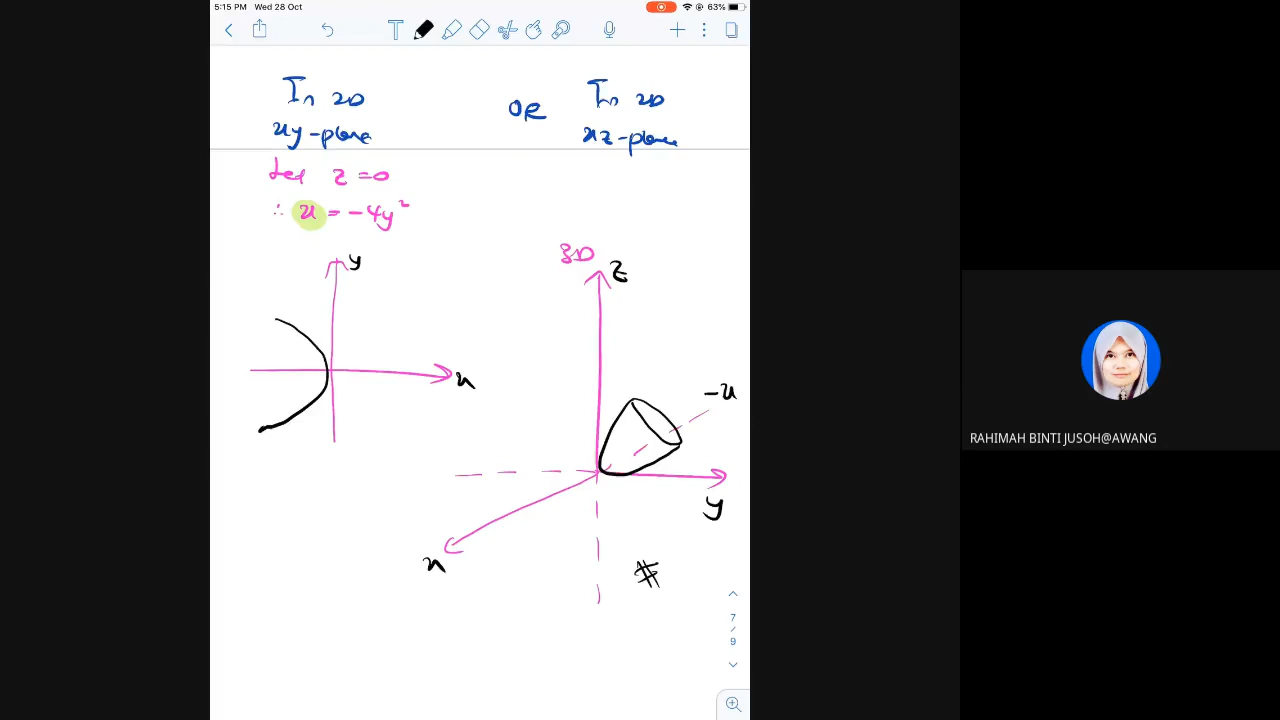 5:15 PM Wed 28 Oct
63%
T
In 2D
xy-plane
OR
In 2D
xz-plane
Let z=0
∴ x = -4y²
y
x
3D
z
-x
y
x
#
7
/
9
RAHIMAH BINTI JUSOH@AWANG